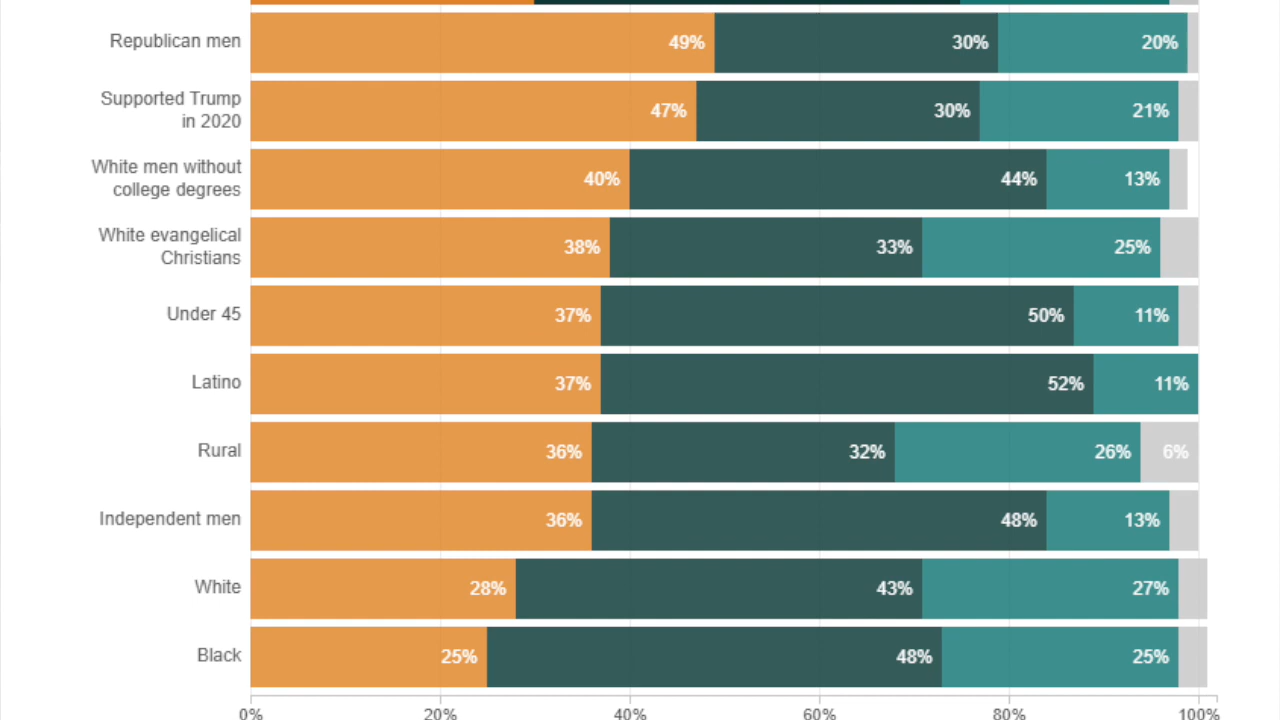 Republican men 49% 30% 20%
Supported Trump
in 2020 47% 30% 21%
White men without
college degrees 40% 44% 13%
White evangelical
Christians 38% 33% 25%
Under 45 37% 50% 11%
Latino 37% 52% 11%
Rural 36% 32% 26% 6%
Independent men 36% 48% 13%
White 28% 43% 27%
Black 25% 48% 25%
0% 20% 40% 60% 80% 100%